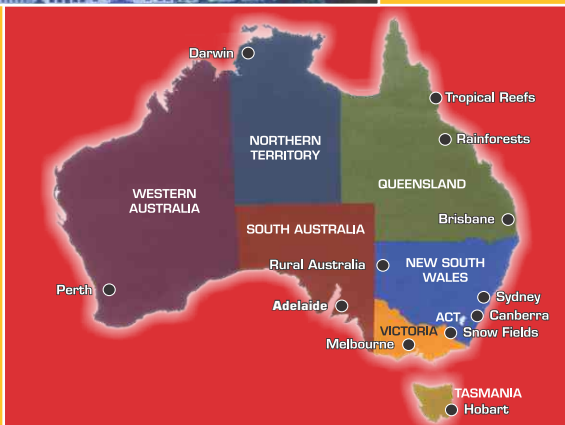 Darwin
Tropical Reefs
NORTHERN
TERRITORY
Rainforests
WESTERN
AUSTRALIA
QUEENSLAND
Brisbane
SOUTH AUSTRALIA
Rural Australia
NEW SOUTH
WALES
Perth
Adelaide
Sydney
ACT
Canberra
VICTORIA
Snow Fields
Melbourne
TASMANIA
Hobart